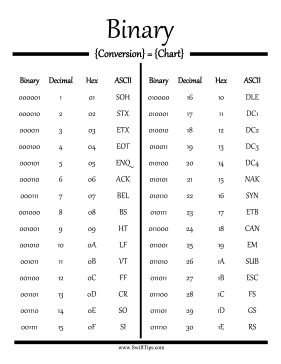 Binary
{Conversion} = {Chart}
Binary Decimal Hex ASCII Binary Decimal Hex ASCII
000001 1 01 SOH 010000 16 10 DLE
000010 2 02 STX 010001 17 11 DC1
000011 3 03 ETX 010010 18 12 DC2
000100 4 04 EOT 010011 19 13 DC3
000101 5 05 ENQ 010100 20 14 DC4
000110 6 06 ACK 010101 21 15 NAK
000111 7 07 BEL 010110 22 16 SYN
001000 8 08 BS 010111 23 17 ETB
001001 9 09 HT 011000 24 18 CAN
001010 10 0A LF 011001 25 19 EM
001011 11 0B VT 011010 26 1A SUB
001100 12 0C FF 011011 27 1B ESC
001101 13 0D CR 011100 28 1C FS
001110 14 0E SO 011101 29 1D GS
001111 15 0F SI 011110 30 1E RS
www.SwiftTips.com